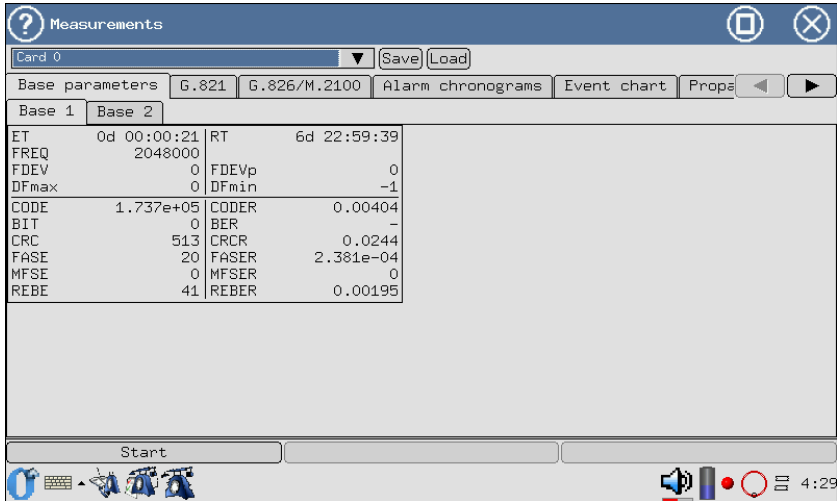 ? Measurements
Card 0 Save Load
Base parameters G.821 G.826/M.2100 Alarm chronograms Event chart Propa
Base 1 Base 2
ET 0d 00:00:21 RT 6d 22:59:39
FREQ 2048000
FDEV 0 FDEVp 0
DFmax 0 DFmin -1
CODE 1.737e+05 CODER 0.00404
BIT 0 BER -
CRC 513 CRCR 0.0244
FASE 20 FASER 2.381e-04
MFSE 0 MFSER 0
REBE 41 REBER 0.00195
Start
4:29